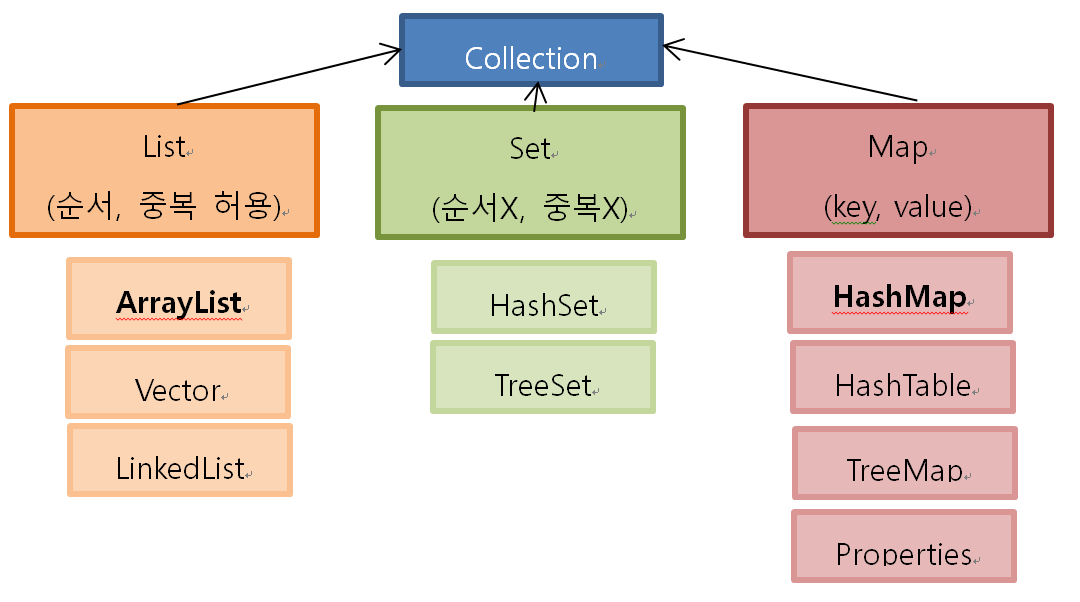 Collection
List
(순서, 중복 허용)
Set
(순서X, 중복X)
Map
(key, value)
ArrayList
Vector
LinkedList
HashSet
TreeSet
HashMap
HashTable
TreeMap
Properties